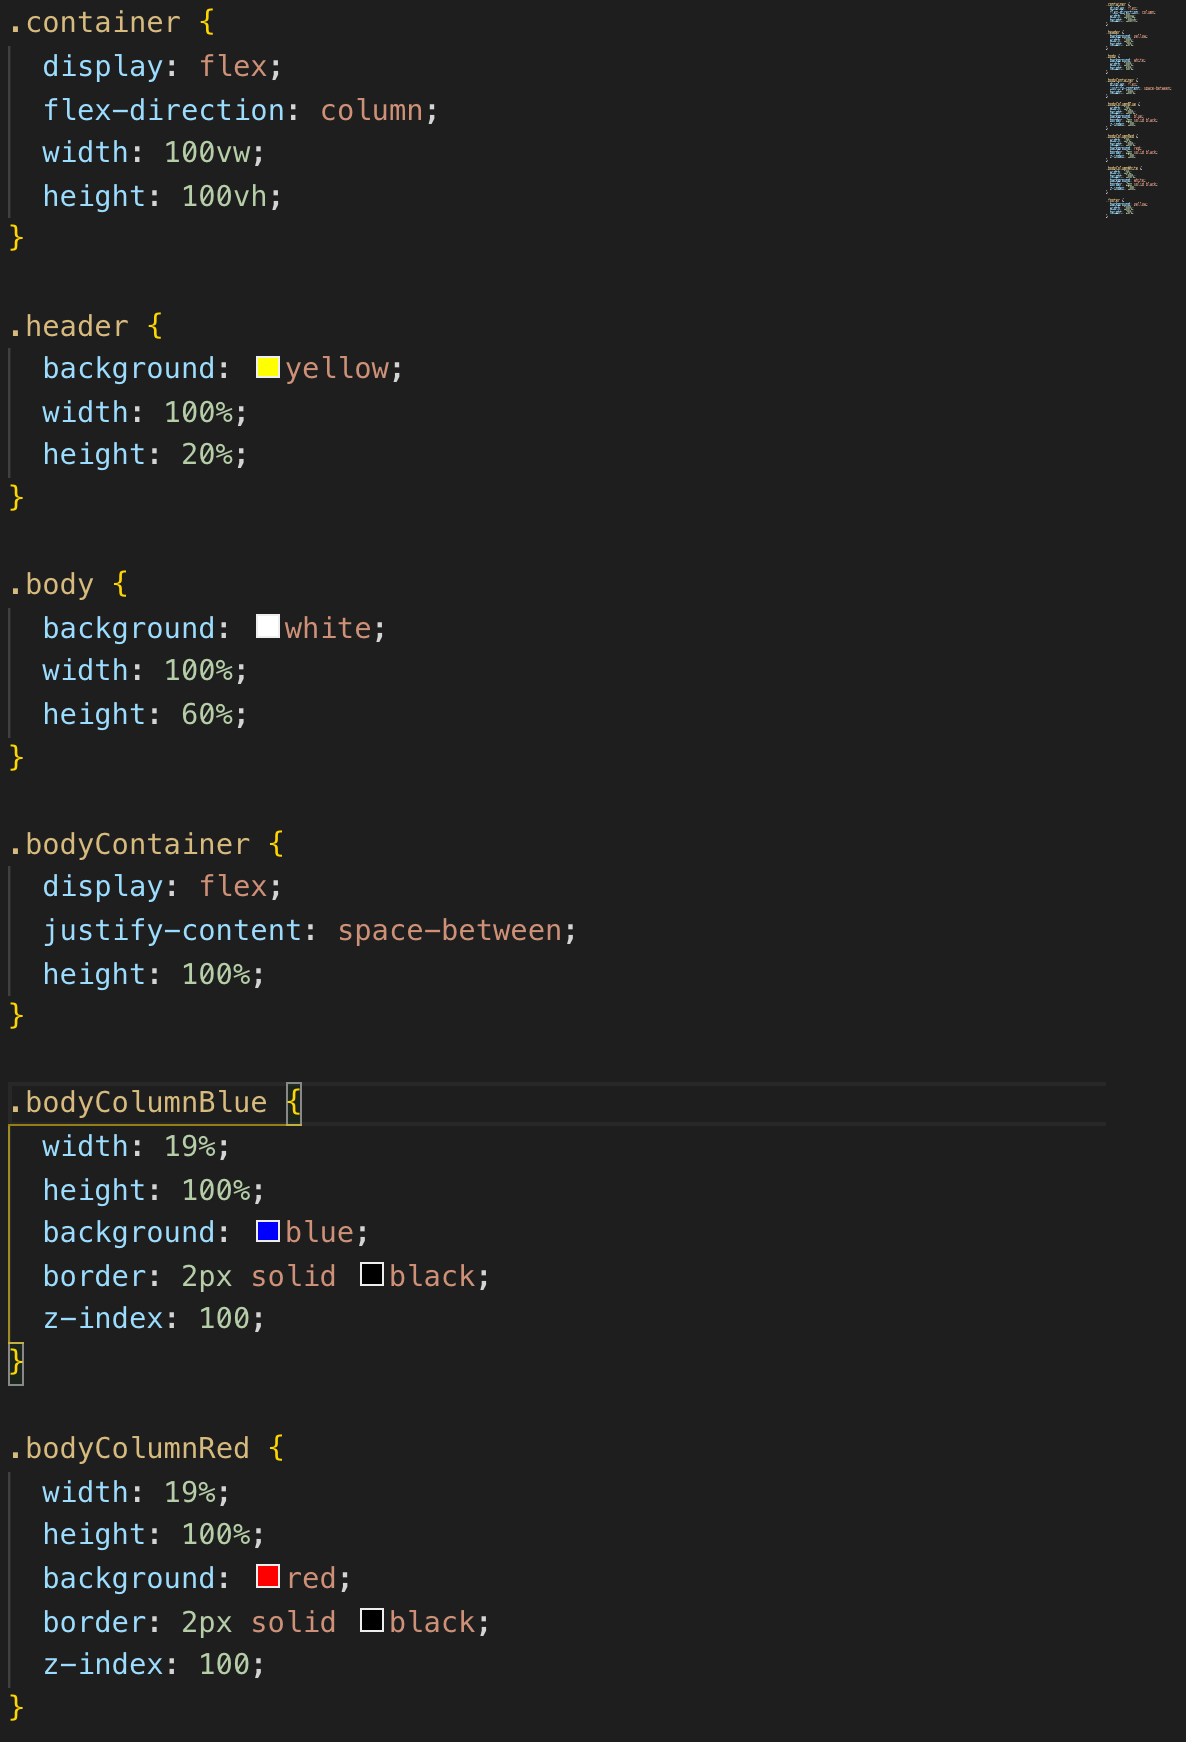 .container {
  display: flex;
  flex-direction: column;
  width: 100vw;
  height: 100vh;
}

.header {
  background: yellow;
  width: 100%;
  height: 20%;
}

.body {
  background: white;
  width: 100%;
  height: 60%;
}

.bodyContainer {
  display: flex;
  justify-content: space-between;
  height: 100%;
}

.bodyColumnBlue {
  width: 19%;
  height: 100%;
  background: blue;
  border: 2px solid black;
  z-index: 100;
}

.bodyColumnRed {
  width: 19%;
  height: 100%;
  background: red;
  border: 2px solid black;
  z-index: 100;
}